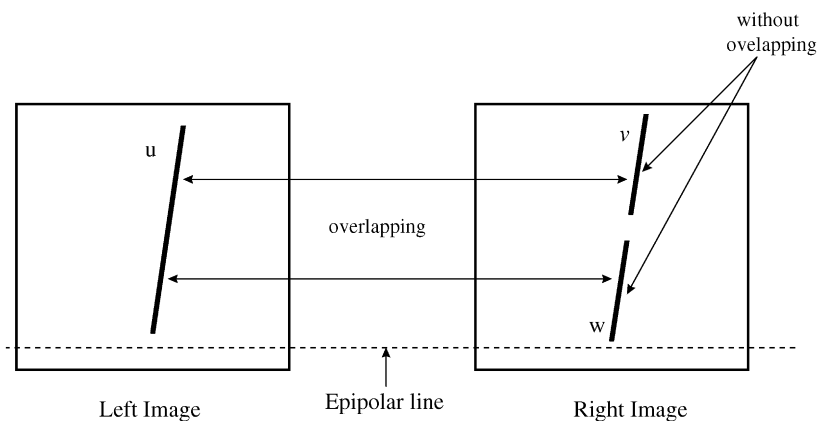 without
ovelapping
u
v
overlapping
w
Epipolar line
Left Image
Right Image